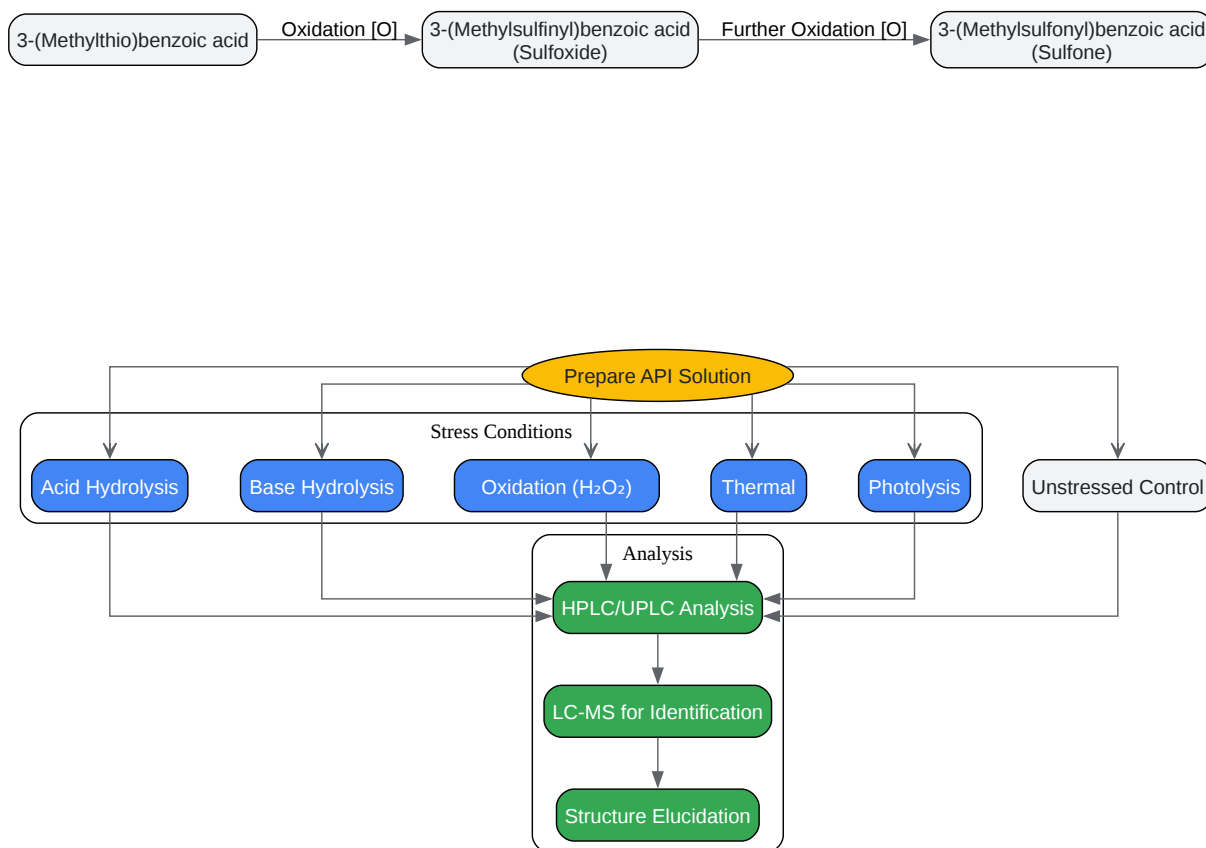 3-(Methylthio)benzoic acid
Oxidation [O]
3-(Methylsulfinyl)benzoic acid
(Sulfoxide)
Further Oxidation [O]
3-(Methylsulfonyl)benzoic acid
(Sulfone)
Prepare API Solution
Stress Conditions
Acid Hydrolysis
Base Hydrolysis
Oxidation (H₂O₂)
Thermal
Photolysis
Unstressed Control
Analysis
HPLC/UPLC Analysis
LC-MS for Identification
Structure Elucidation